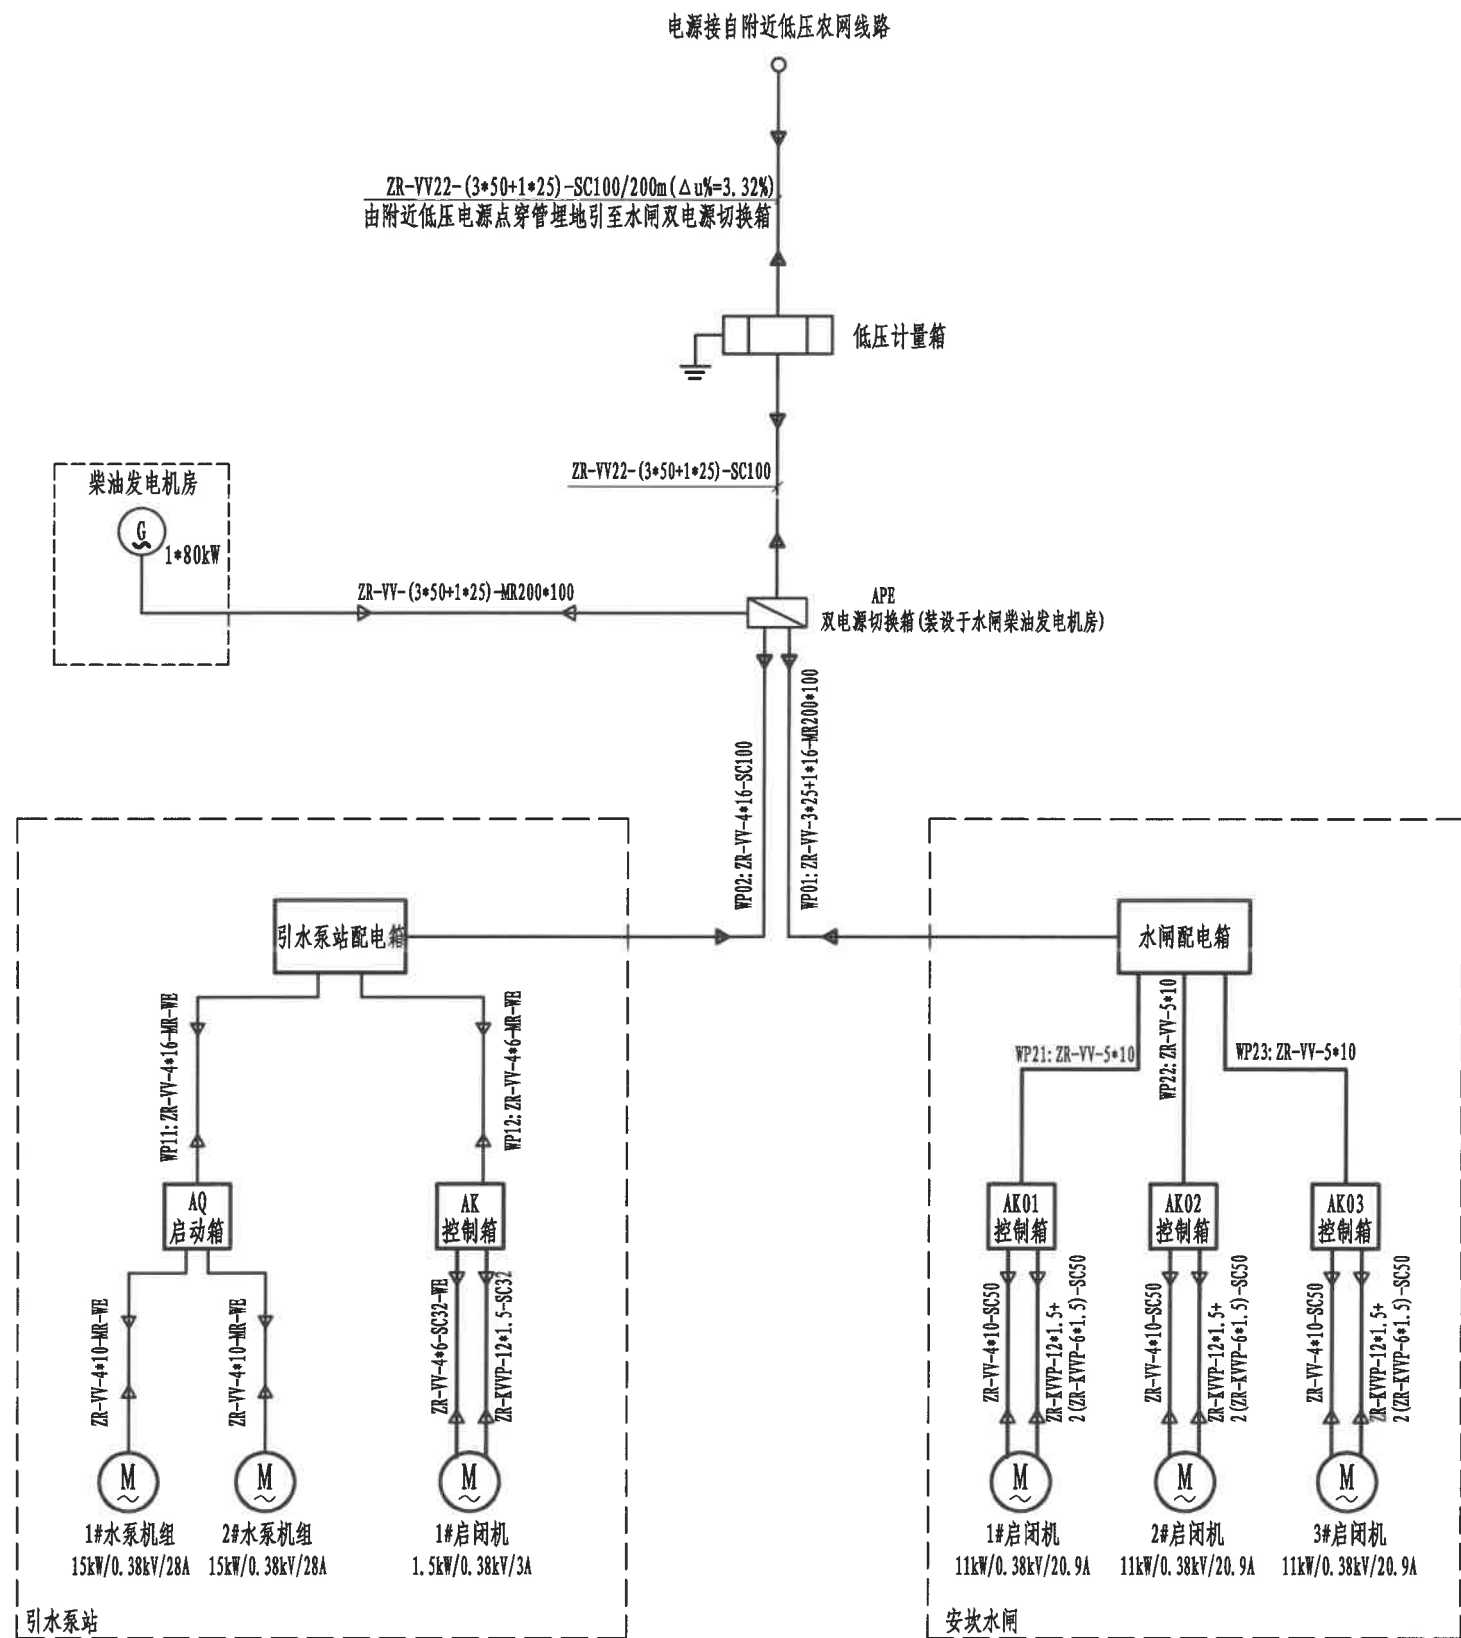 电源接自附近低压农网线路
ZR-VV22-(3*50+1*25)-SC100/200m(Δu%=3.32%)
由附近低压电源点穿管埋地引至水闸双电源切换箱
低压计量箱
ZR-VV22-(3*50+1*25)-SC100
柴油发电机房
G
1*80kW
ZR-VV-(3*50+1*25)-MR200*100
APE
双电源切换箱(装设于水闸柴油发电机房)
WP02:ZR-VV-4*16-SC100
WP01:ZR-VV-3*25+1*16-MR200*100
引水泵站配电箱
水闸配电箱
WP11:ZR-VV-4*16-MR-WE
WP12:ZR-VV-4*6-MR-WE
WP21:ZR-VV-5*10
WP22:ZR-VV-5*10
WP23:ZR-VV-5*10
AQ
启动箱
AK
控制箱
AK01
控制箱
AK02
控制箱
AK03
控制箱
ZR-VV-4*10-MR-WE
ZR-VV-4*10-MR-WE
ZR-VV-4*6-SC32-WE
ZR-KVVP-12*1.5-SC32
ZR-VV-4*10-SC50
ZR-KVVP-12*1.5+
2(ZR-KVVP-6*1.5)-SC50
ZR-VV-4*10-SC50
ZR-KVVP-12*1.5+
2(ZR-KVVP-6*1.5)-SC50
ZR-VV-4*10-SC50
ZR-KVVP-12*1.5+
2(ZR-KVVP-6*1.5)-SC50
M
M
M
M
M
M
1#水泵机组
15kW/0.38kV/28A
2#水泵机组
15kW/0.38kV/28A
1#启闭机
1.5kW/0.38kV/3A
1#启闭机
11kW/0.38kV/20.9A
2#启闭机
11kW/0.38kV/20.9A
3#启闭机
11kW/0.38kV/20.9A
引水泵站
安坎水闸